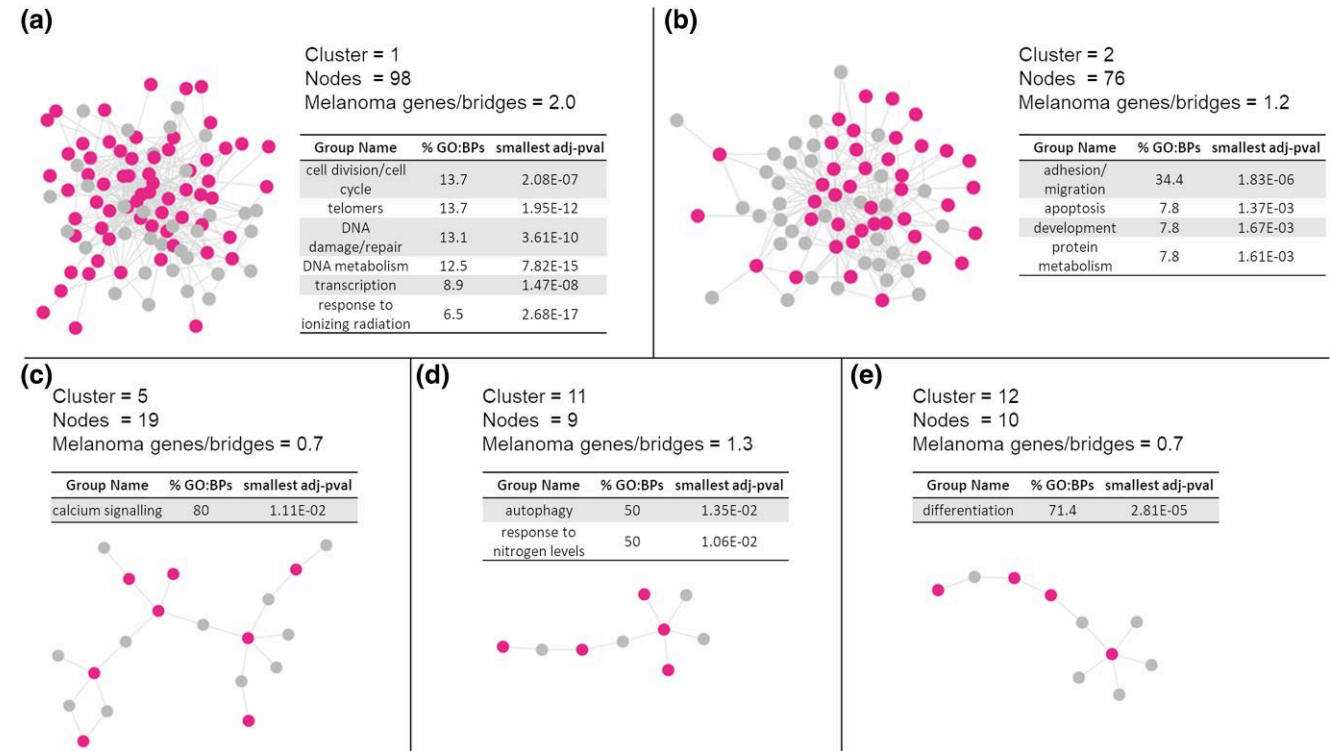 (a)
Cluster = 1
Nodes = 98
Melanoma genes/bridges = 2.0
Group Name % GO:BPs smallest adj-pval
cell division/cell
cycle 13.7 2.08E-07
telomers 13.7 1.95E-12
DNA
damage/repair 13.1 3.61E-10
DNA metabolism 12.5 7.82E-15
transcription 8.9 1.47E-08
response to
ionizing radiation 6.5 2.68E-17
(b)
Cluster = 2
Nodes = 76
Melanoma genes/bridges = 1.2
Group Name % GO:BPs smallest adj-pval
adhesion/
migration 34.4 1.83E-06
apoptosis 7.8 1.37E-03
development 7.8 1.67E-03
protein
metabolism 7.8 1.61E-03
(c)
Cluster = 5
Nodes = 19
Melanoma genes/bridges = 0.7
Group Name % GO:BPs smallest adj-pval
calcium signalling 80 1.11E-02
(d)
Cluster = 11
Nodes = 9
Melanoma genes/bridges = 1.3
Group Name % GO:BPs smallest adj-pval
autophagy 50 1.35E-02
response to
nitrogen levels 50 1.06E-02
(e)
Cluster = 12
Nodes = 10
Melanoma genes/bridges = 0.7
Group Name % GO:BPs smallest adj-pval
differentiation 71.4 2.81E-05